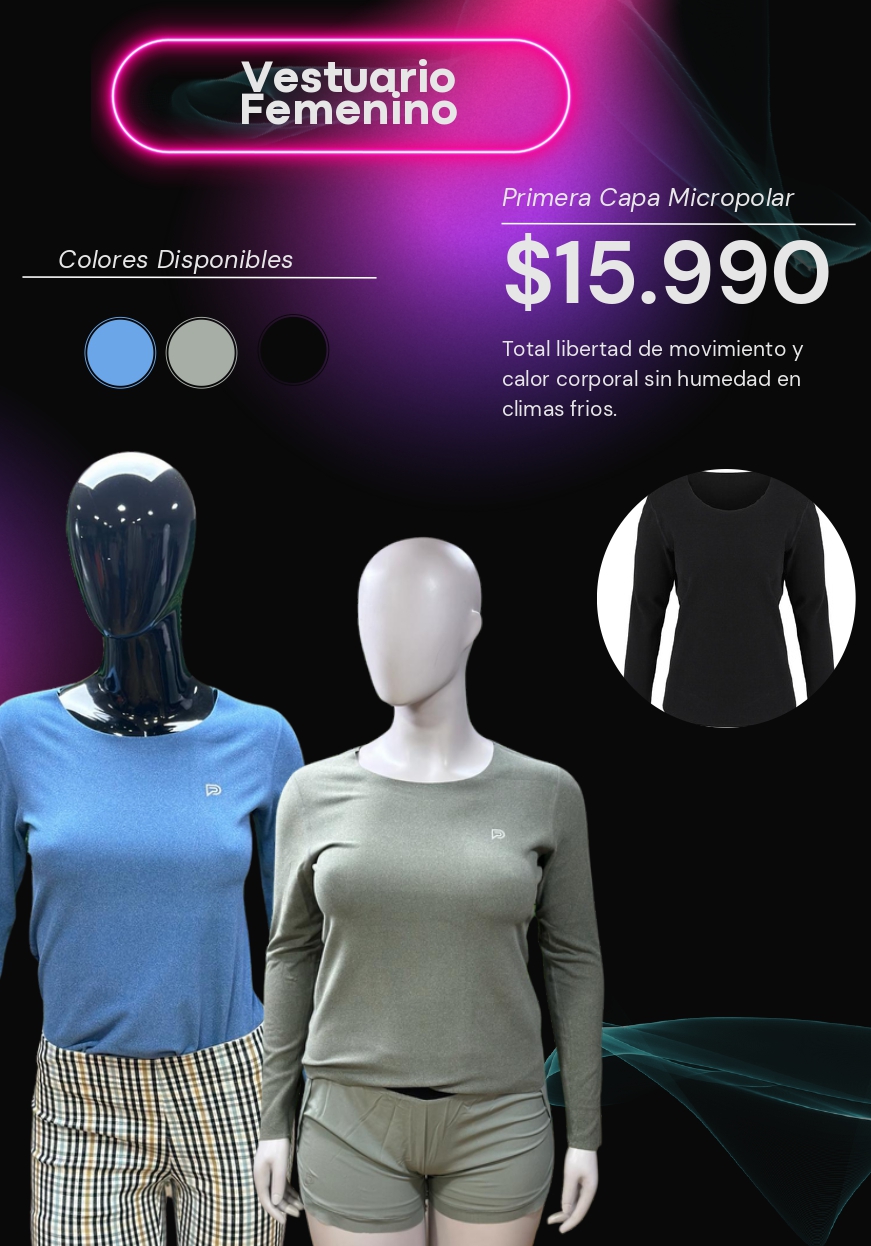 Vestuario
Femenino
Primera Capa Micropolar
$15.990
Colores Disponibles
Total libertad de movimiento y
calor corporal sin humedad en
climas frios.